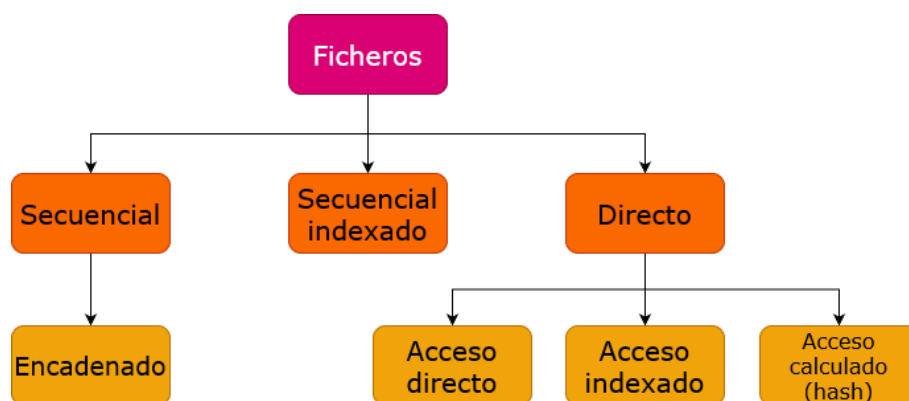 Ficheros
Secuencial
Secuencial
indexado
Directo
Encadenado
Acceso
directo
Acceso
indexado
Acceso
calculado
(hash)